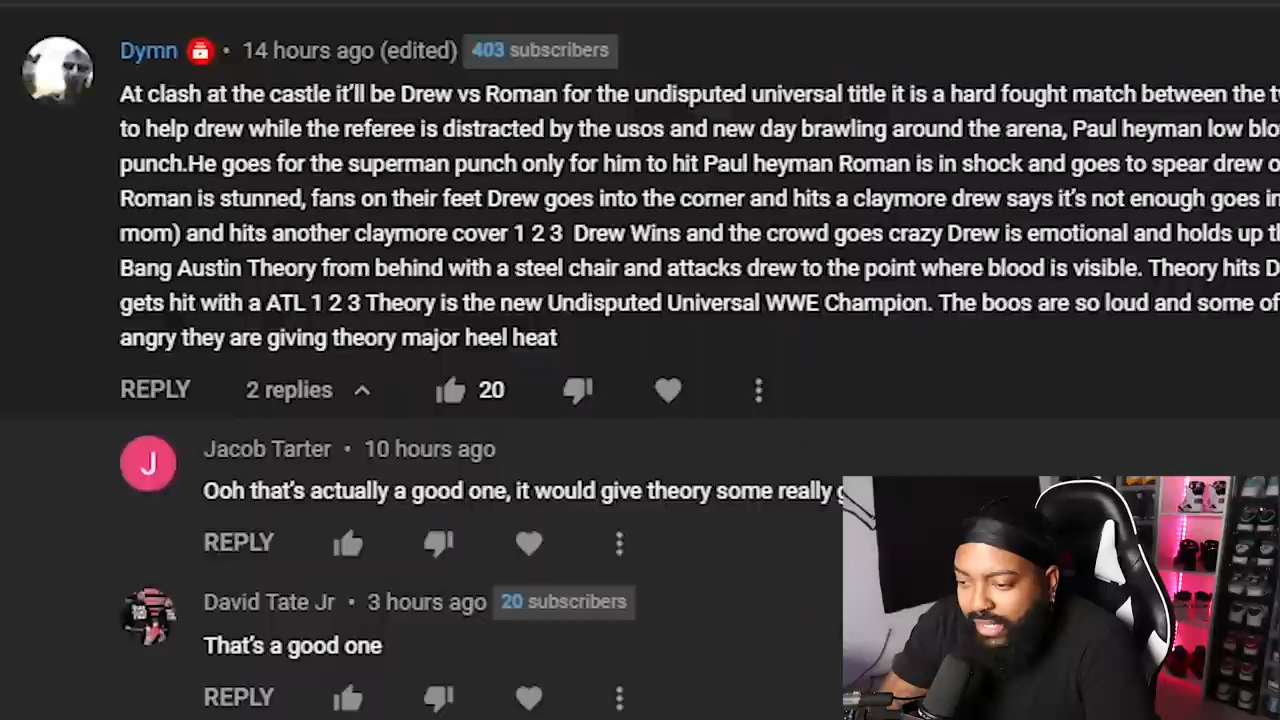 Dymn • 14 hours ago (edited) 403 subscribers
At clash at the castle it'll be Drew vs Roman for the undisputed universal title it is a hard fought match between the
to help drew while the referee is distracted by the usos and new day brawling around the arena, Paul heyman low
punch.He goes for the superman punch only for him to hit Paul heyman Roman is in shock and goes to spear drew
Roman is stunned, fans on their feet Drew goes into the corner and hits a claymore drew says it's not enough goes
mom) and hits another claymore cover 1 2 3 Drew Wins and the crowd goes crazy Drew is emotional and holds up
Bang Austin Theory from behind with a steel chair and attacks drew to the point where blood is visible. Theory hits
gets hit with a ATL 1 2 3 Theory is the new Undisputed Universal WWE Champion. The boos are so loud and some of
angry they are giving theory major heel heat
REPLY 2 replies 20
J
Jacob Tarter • 10 hours ago
Ooh that's actually a good one, it would give theory some really
REPLY
David Tate Jr • 3 hours ago 20 subscribers
That's a good one
REPLY